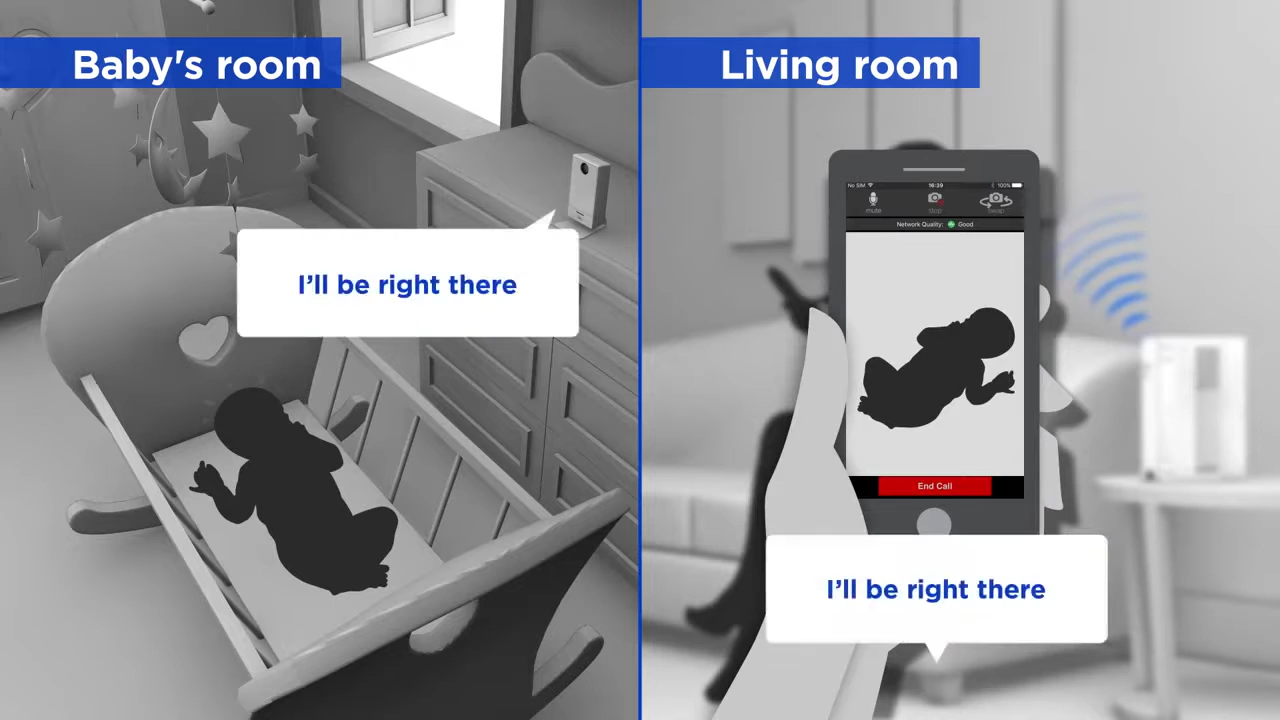 Baby's room
Living room
I'll be right there
No SIM 16:39 100%
mute stop swap
Network Quality: Good
End Call
I'll be right there